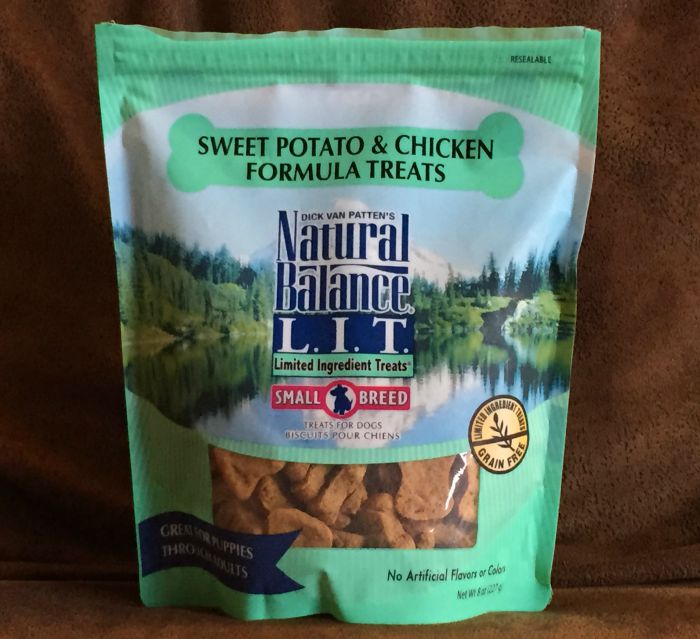 RESEALABLE
SWEET POTATO & CHICKEN
FORMULA TREATS
DICK VAN PATTEN'S
Natural
Balance®
L.I.T.
Limited Ingredient Treats®
SMALL BREED
TREATS FOR DOGS
BISCUITS POUR CHIENS
LIMITED INGREDIENT TREATS
GRAIN FREE
GREAT FOR PUPPIES
THROUGH ADULTS
No Artificial Flavors or Colors
Net Wt 8 oz (227 g)